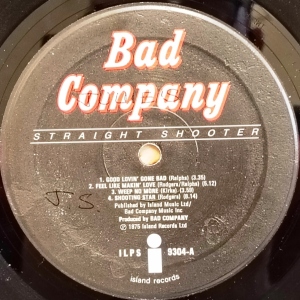 Bad
Company
STRAIGHT SHOOTER
1. GOOD LOVIN' GONE BAD (Ralphs) (3.35)
2. FEEL LIKE MAKIN' LOVE (Rodgers/Ralphs) (5.12)
3. WEEP NO MORE (Kirke) (3.59)
4. SHOOTING STAR (Rodgers) (6.14)
Published by Island Music Ltd/
Bad Company Music Inc
Produced by BAD COMPANY
℗ 1975 Island Records Ltd
JS
ILPS 9304-A
island records